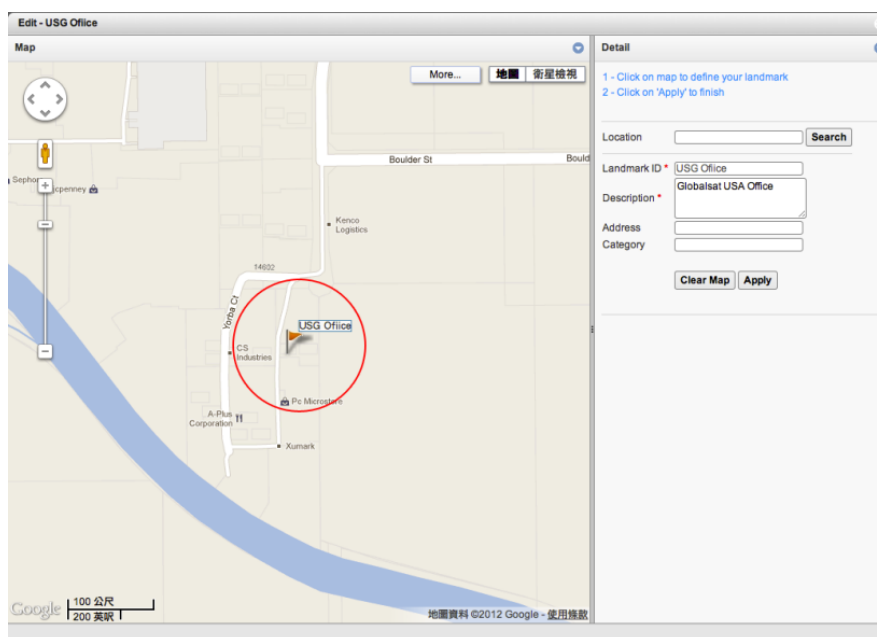 Edit - USG Ofiice
Map
Detail
More...
地圖
衛星檢視
1 - Click on map to define your landmark
2 - Click on 'Apply' to finish
Location
Search
Landmark ID *
USG Ofiice
Description *
Globalsat USA Office
Address
Category
Clear Map
Apply
Boulder St
Bould
Sephor
cpenney
Kenco
Logistics
14602
Yorba Ct
USG Ofiice
CS
Industries
Pc Microstore
A-Plus
Corporation
Xumark
Google
100 公尺
200 英呎
地圖資料 ©2012 Google - 使用條款